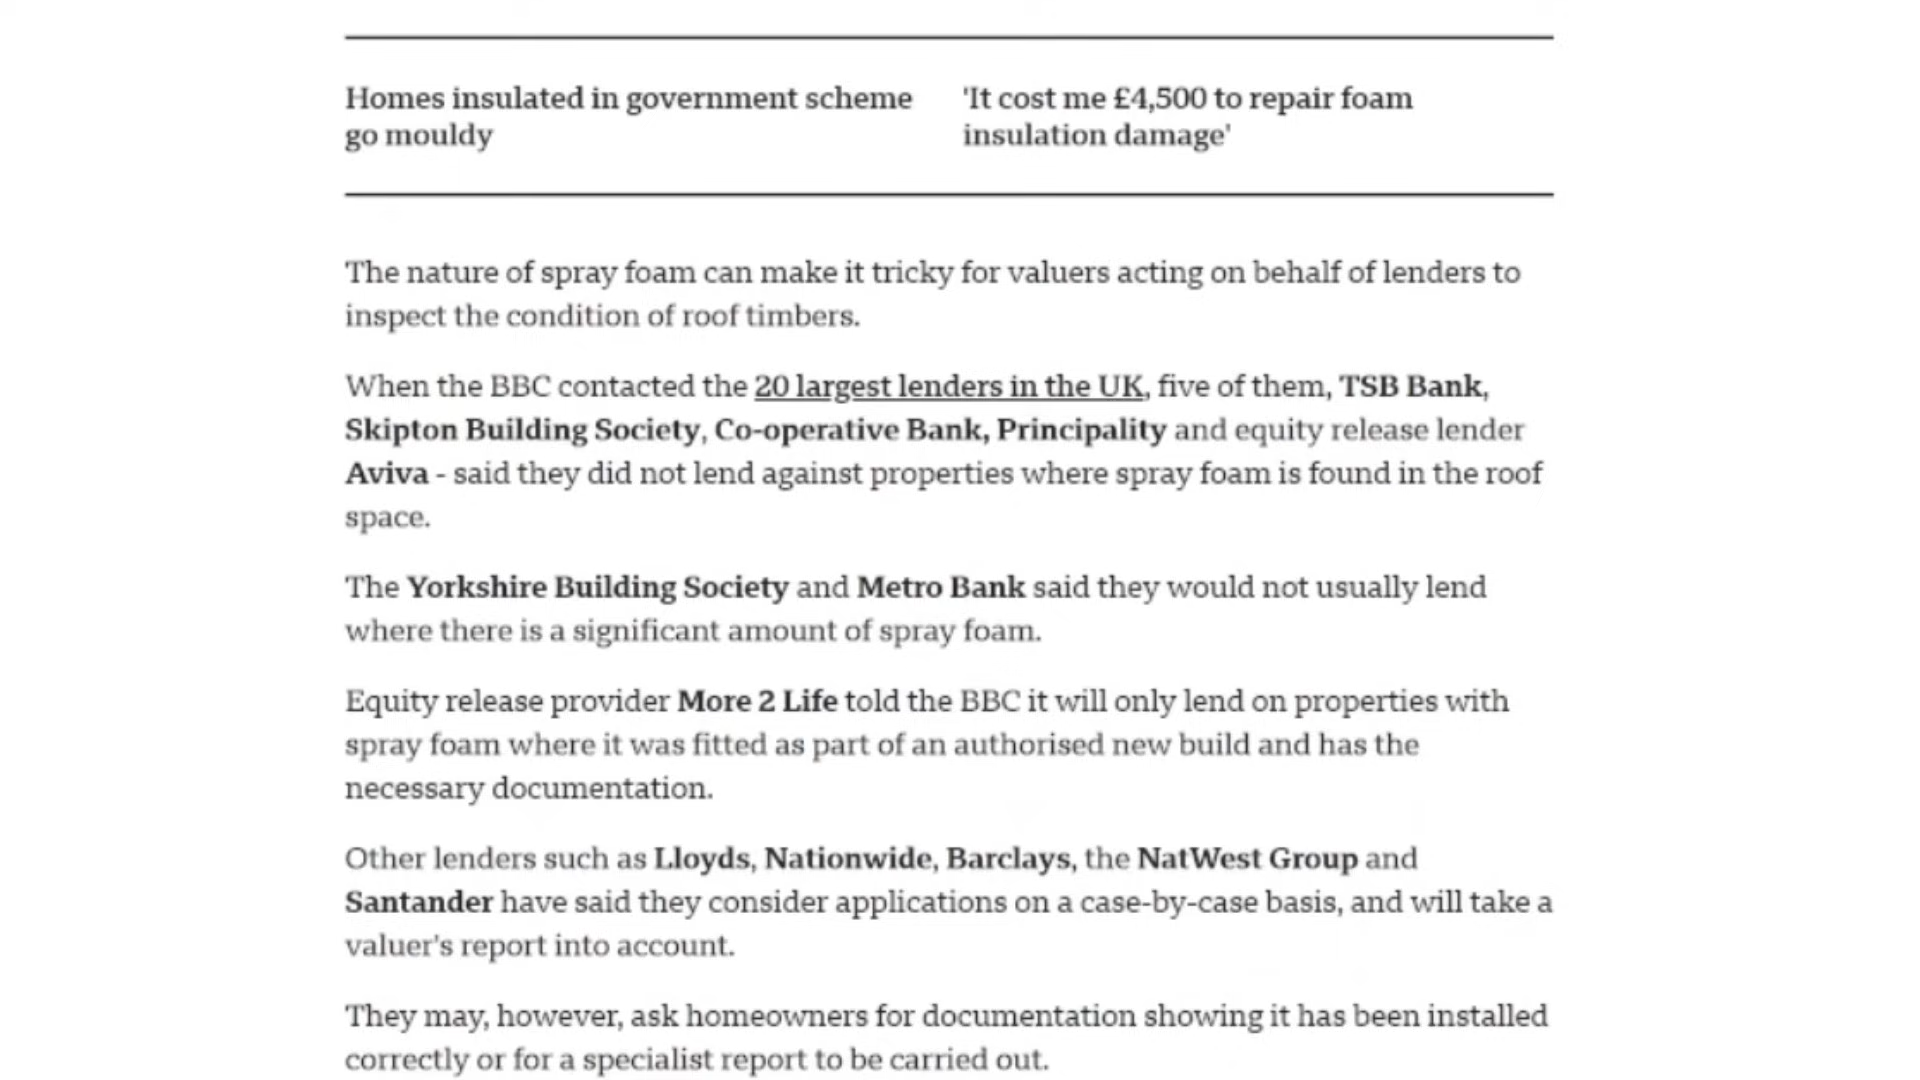 Homes insulated in government scheme
go mouldy
'It cost me £4,500 to repair foam
insulation damage'
The nature of spray foam can make it tricky for valuers acting on behalf of lenders to
inspect the condition of roof timbers.
When the BBC contacted the 20 largest lenders in the UK, five of them, TSB Bank,
Skipton Building Society, Co-operative Bank, Principality and equity release lender
Aviva - said they did not lend against properties where spray foam is found in the roof
space.
The Yorkshire Building Society and Metro Bank said they would not usually lend
where there is a significant amount of spray foam.
Equity release provider More 2 Life told the BBC it will only lend on properties with
spray foam where it was fitted as part of an authorised new build and has the
necessary documentation.
Other lenders such as Lloyds, Nationwide, Barclays, the NatWest Group and
Santander have said they consider applications on a case-by-case basis, and will take a
valuer's report into account.
They may, however, ask homeowners for documentation showing it has been installed
correctly or for a specialist report to be carried out.